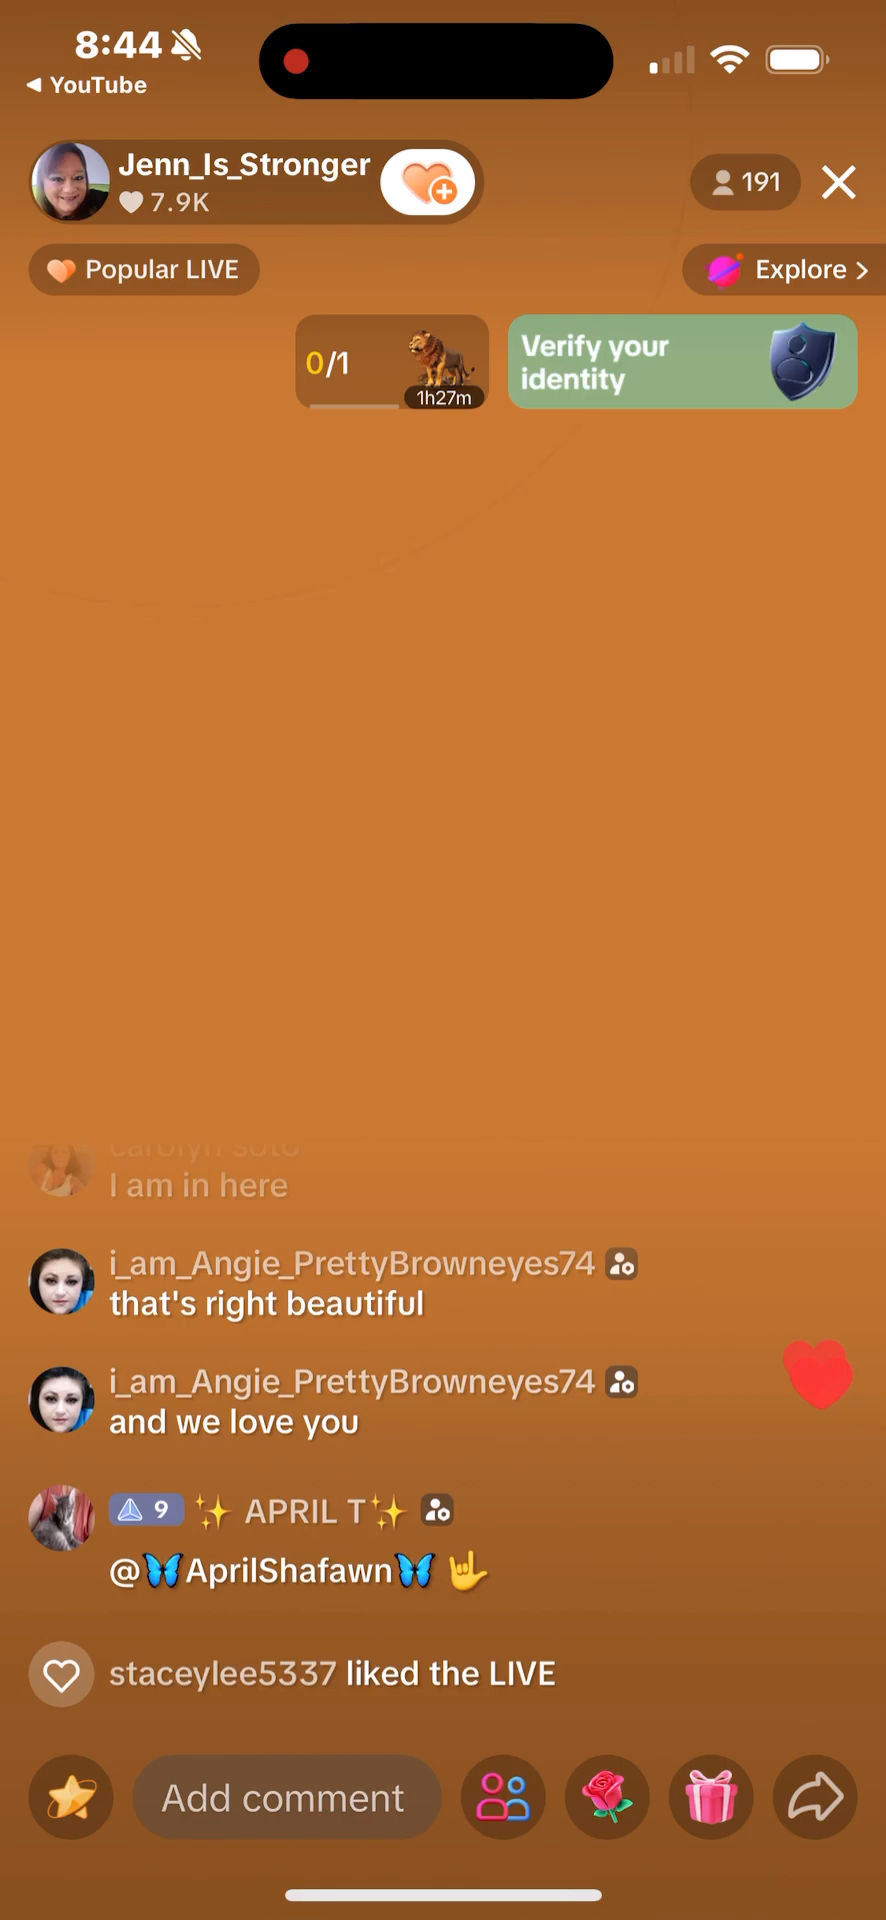 8:44
◀ YouTube
Jenn_Is_Stronger
7.9K
191
Popular LIVE
Explore >
0/1
1h27m
Verify your
identity
carolyn soto
I am in here
i_am_Angie_PrettyBrowneyes74
that's right beautiful
i_am_Angie_PrettyBrowneyes74
and we love you
9 ✨ APRIL T✨
@🦋AprilShafawn🦋 🤟
staceylee5337 liked the LIVE
Add comment